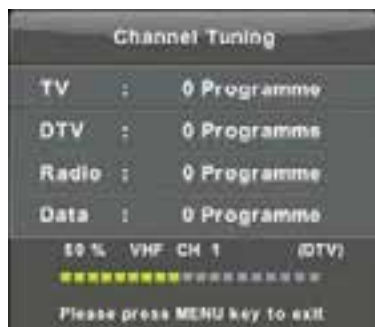 Channel Tuning
TV : 0 Programme
DTV : 0 Programme
Radio : 0 Programme
Data : 0 Programme
VHF CH 1 (DTV)
Please press MENU key to exit